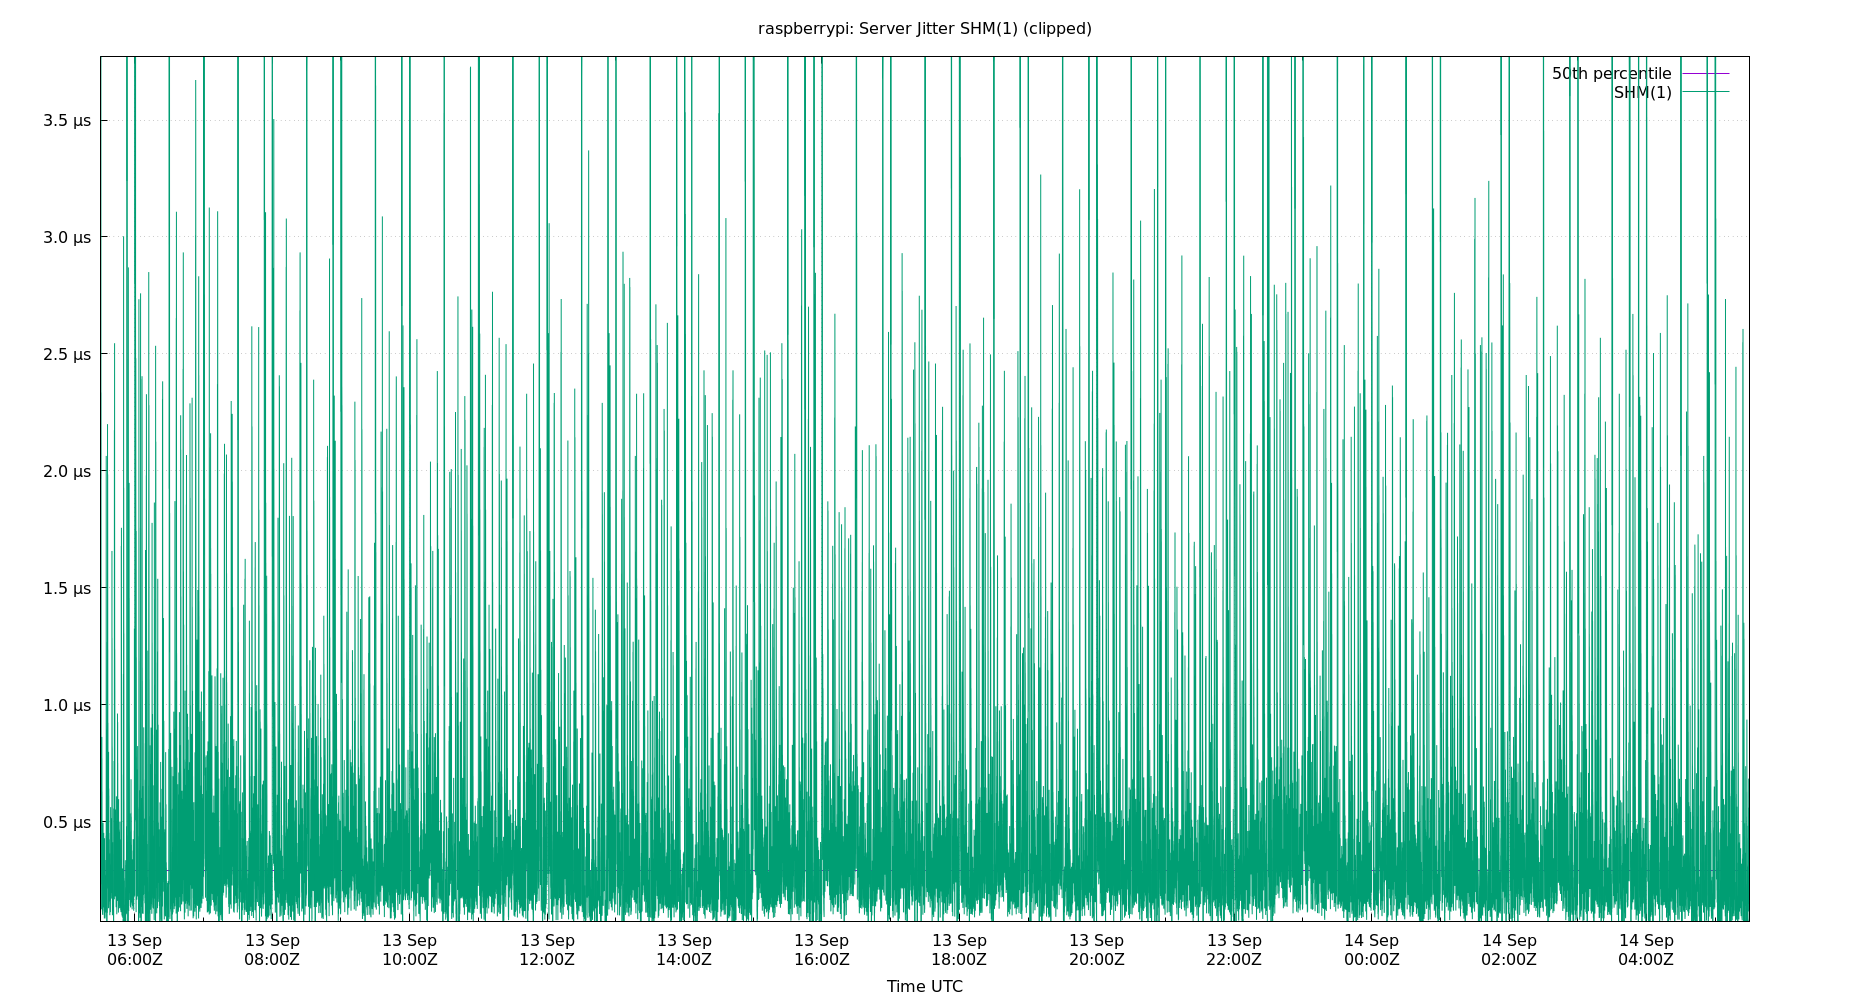 raspberrypi: Server Jitter SHM(1) (clipped)
50th percentile
SHM(1)
3.5 µs
3.0 µs
2.5 µs
2.0 µs
1.5 µs
1.0 µs
0.5 µs
13 Sep 13 Sep 13 Sep 13 Sep 13 Sep 13 Sep 13 Sep 13 Sep 13 Sep 14 Sep 14 Sep 14 Sep
06:00Z 08:00Z 10:00Z 12:00Z 14:00Z 16:00Z 18:00Z 20:00Z 22:00Z 00:00Z 02:00Z 04:00Z
Time UTC